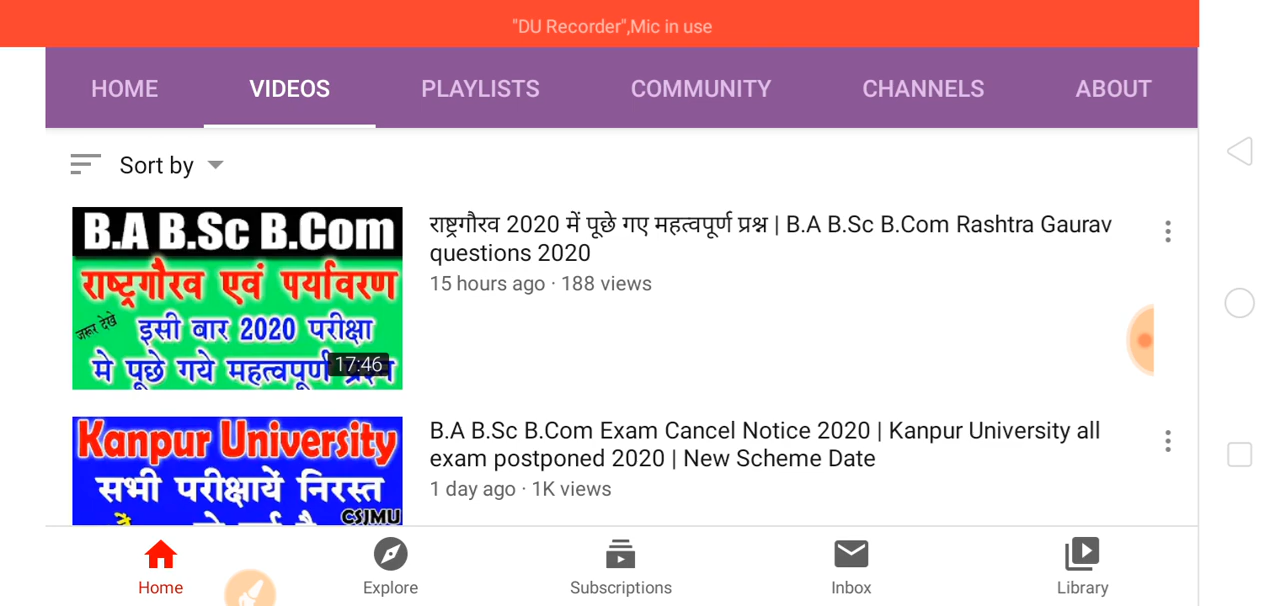 "DU Recorder",Mic in use
HOME VIDEOS PLAYLISTS COMMUNITY CHANNELS ABOUT
Sort by
B.A B.Sc B.Com
राष्ट्रगौरव एवं पर्यावरण
जरूर देखे
इसी बार 2020 परीक्षा
मे पूछे गये महत्वपूर्ण प्रश्न
17:46
राष्ट्रगौरव 2020 में पूछे गए महत्वपूर्ण प्रश्न | B.A B.Sc B.Com Rashtra Gaurav
questions 2020
15 hours ago · 188 views
Kanpur University
सभी परीक्षायें निरस्त
CSJMU
B.A B.Sc B.Com Exam Cancel Notice 2020 | Kanpur University all
exam postponed 2020 | New Scheme Date
1 day ago · 1K views
Home Explore Subscriptions Inbox Library